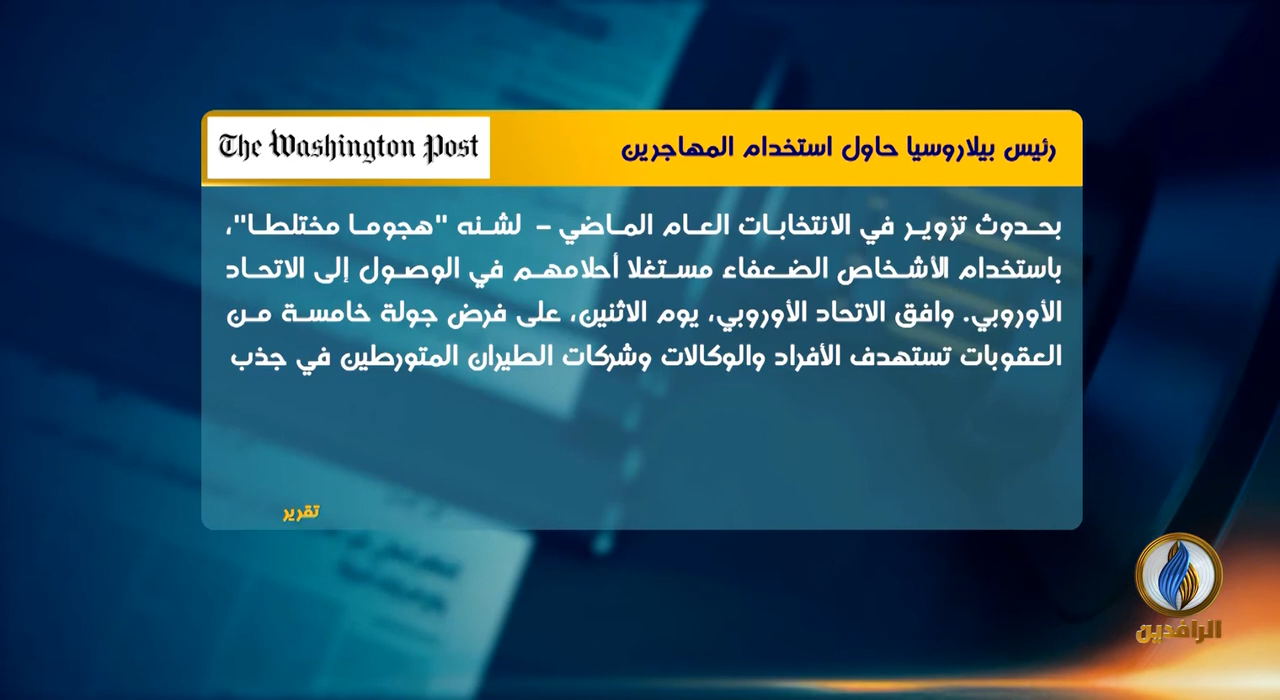 رئيس بيلاروسيا حاول استخدام المهاجرين
The Washington Post
بحدوث تزوير في الانتخابات العام الماضي – لشنه "هجوما مختلطا"،
باستخدام الأشخاص الضعفاء مستغلا أحلامهم في الوصول إلى الاتحاد
الأوروبي. وافق الاتحاد الأوروبي، يوم الاثنين، على فرض جولة خامسة من
العقوبات تستهدف الأفراد والوكالات وشركات الطيران المتورطين في جذب
تقرير
الرافدين